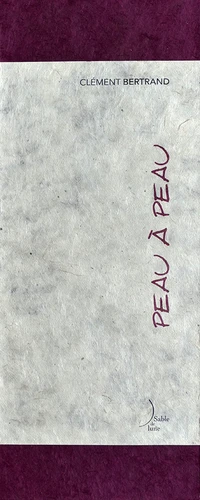 CLÉMENT BERTRAND
PEAU À PEAU
Sable
de
lune